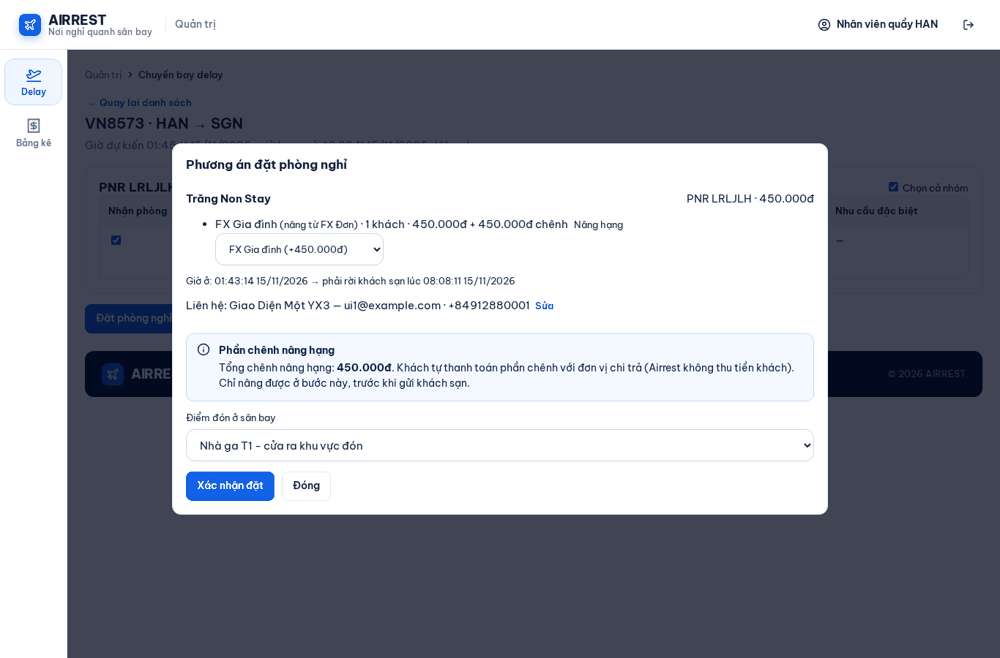 AIRREST
Nơi nghỉ quanh sân bay
Quản trị
Nhân viên quầy HAN
Delay
Bảng kê
Quản trị > Chuyến bay delay
← Quay lại danh sách
VN8573 · HAN → SGN
Giờ dự kiến
PNR LRLJLH
Chọn cả nhóm
Nhận phòng
Nhu cầu đặc biệt
—
Đặt phòng nghỉ
AIRREST
© 2026 AIRREST
Phương án đặt phòng nghỉ
Trăng Non Stay
PNR LRLJLH · 450.000đ
• FX Gia đình (nâng từ FX Đơn) · 1 khách · 450.000đ + 450.000đ chênh Nâng hạng
FX Gia đình (+450.000đ)
Giờ ở: 01:43:14 15/11/2026 → phải rời khách sạn lúc 08:08:11 15/11/2026
Liên hệ: Giao Diện Một YX3 — ui1@example.com · +84912880001 Sửa
Phần chênh nâng hạng
Tổng chênh nâng hạng: 450.000đ. Khách tự thanh toán phần chênh với đơn vị chi trả (Airrest không thu tiền khách).
Chỉ nâng được ở bước này, trước khi gửi khách sạn.
Điểm đón ở sân bay
Nhà ga T1 - cửa ra khu vực đón
Xác nhận đặt
Đóng